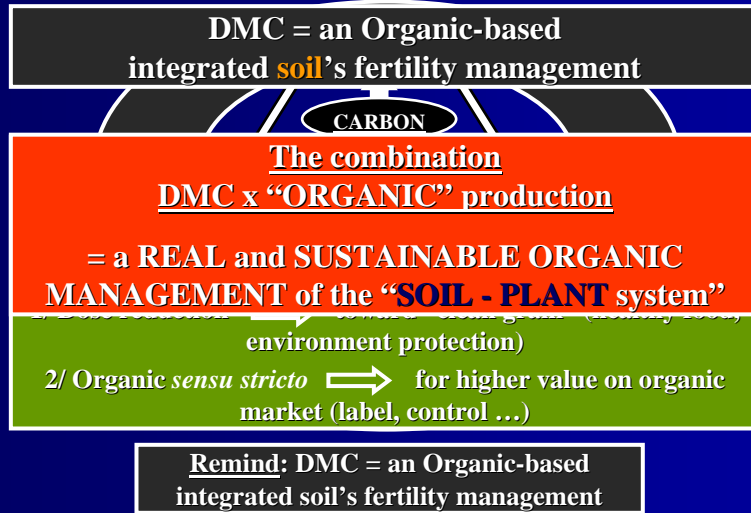 DMC = an Organic-based
integrated soil's fertility management
CARBON
The combination
DMC x “ORGANIC” production
= a REAL and SUSTAINABLE ORGANIC
MANAGEMENT of the “SOIL - PLANT system”
environment protection)
2/ Organic sensu stricto for higher value on organic
market (label, control …)
Remind: DMC = an Organic-based
integrated soil's fertility management